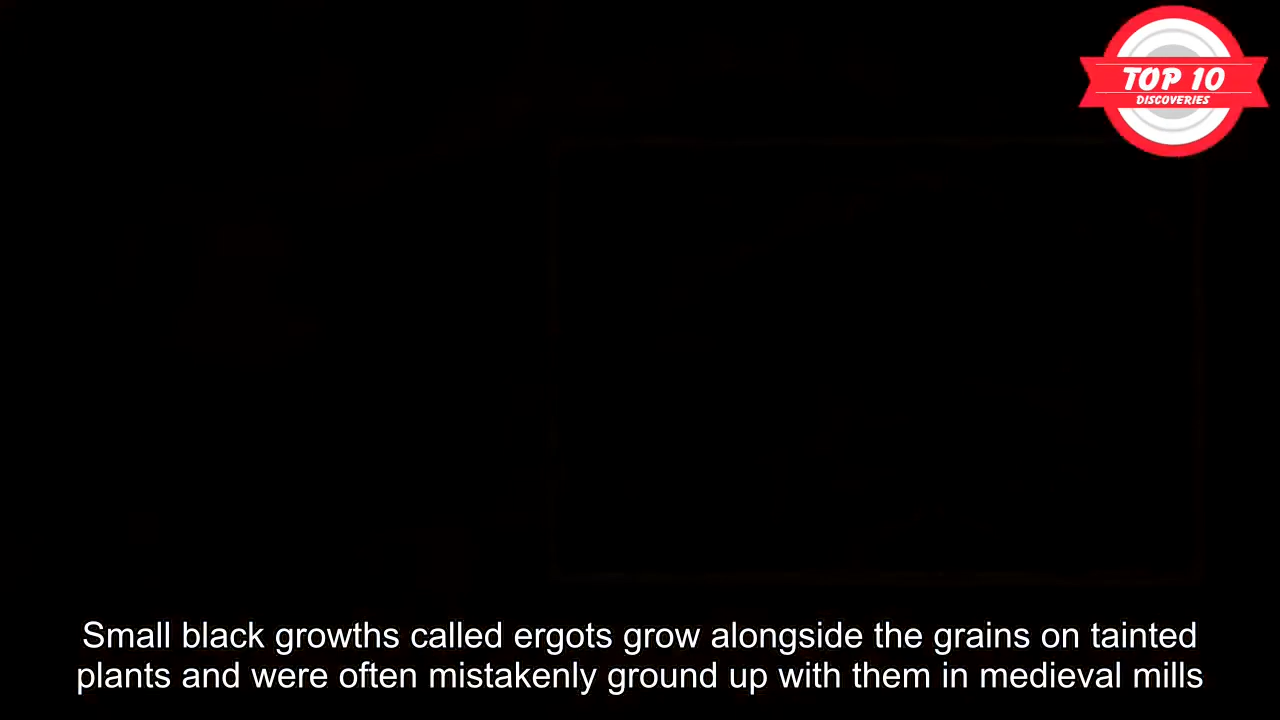 TOP 10
DISCOVERIES
Small black growths called ergots grow alongside the grains on tainted
plants and were often mistakenly ground up with them in medieval mills